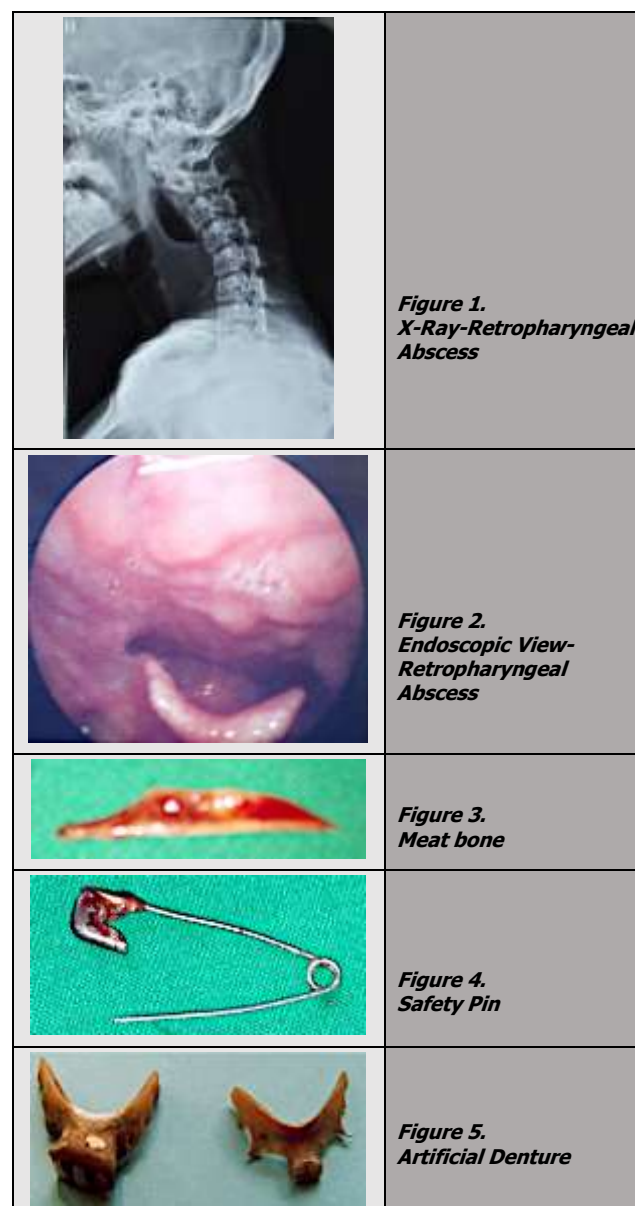 Figure 1.
X-Ray-Retropharyngeal
Abscess
Figure 2.
Endoscopic View-
Retropharyngeal
Abscess
Figure 3.
Meat bone
Figure 4.
Safety Pin
Figure 5.
Artificial Denture